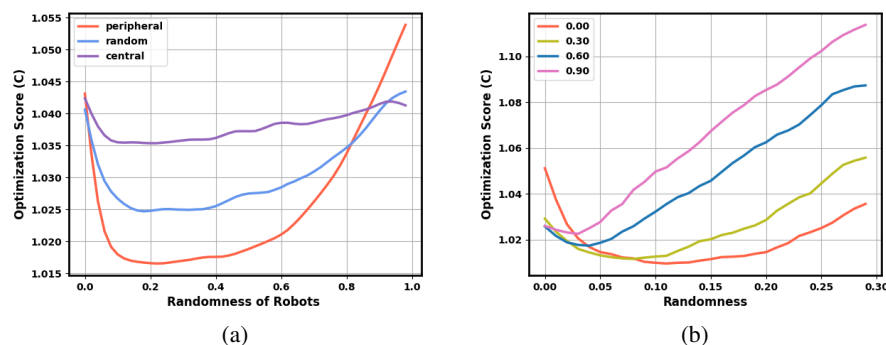 1.055
1.050
1.045
1.040
1.035
1.030
1.025
1.020
1.015
Optimization Score (C)
peripheral
random
central
0.0 0.2 0.4 0.6 0.8 1.0
Randomness of Robots
(a)
1.10
1.08
1.06
1.04
1.02
Optimization Score (C)
0.00
0.30
0.60
0.90
0.00 0.05 0.10 0.15 0.20 0.25 0.30
Randomness
(b)